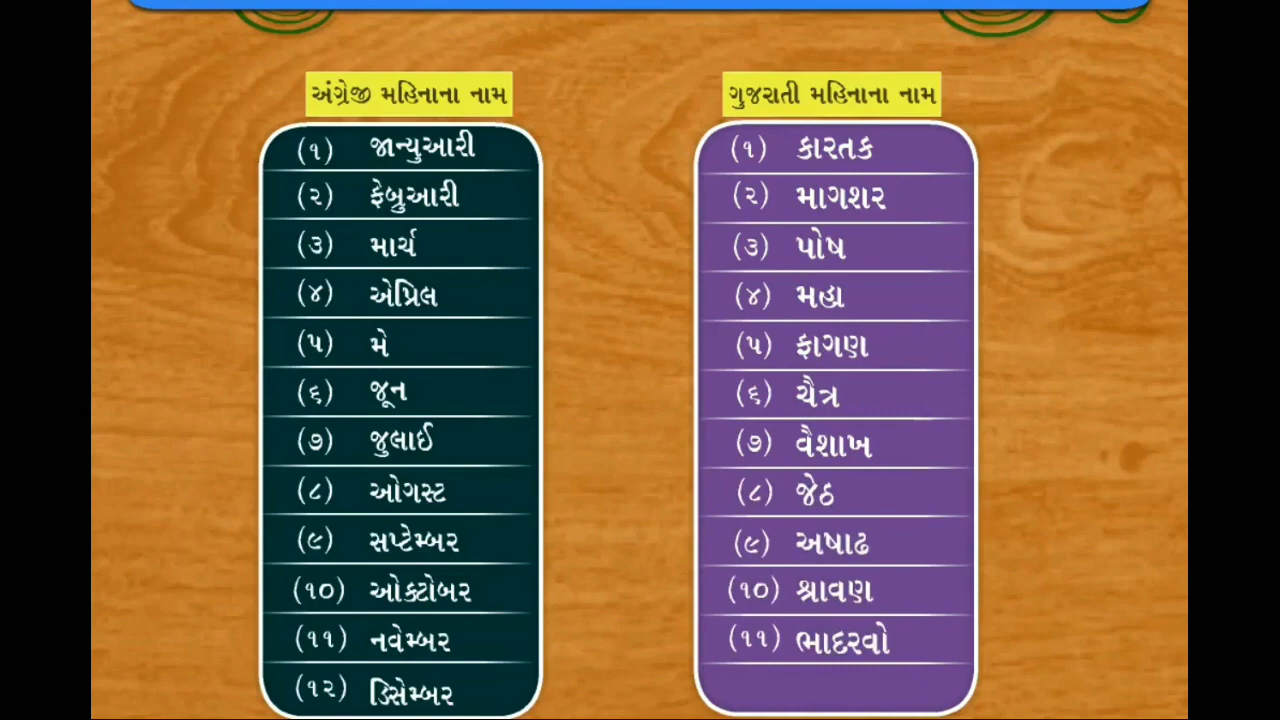 અંગ્રેજી મહિનાના નામ
(૧) જાન્યુઆરી
(૨) ફેબ્રુઆરી
(૩) માર્ચ
(૪) એપ્રિલ
(૫) મે
(૬) જૂન
(૭) જુલાઈ
(૮) ઓગસ્ટ
(૯) સપ્ટેમ્બર
(૧૦) ઓક્ટોબર
(૧૧) નવેમ્બર
(૧૨) ડિસેમ્બર
ગુજરાતી મહિનાના નામ
(૧) કારતક
(૨) માગશર
(૩) પોષ
(૪) મહા
(૫) ફાગણ
(૬) ચૈત્ર
(૭) વૈશાખ
(૮) જેઠ
(૯) અષાઢ
(૧૦) શ્રાવણ
(૧૧) ભાદરવો